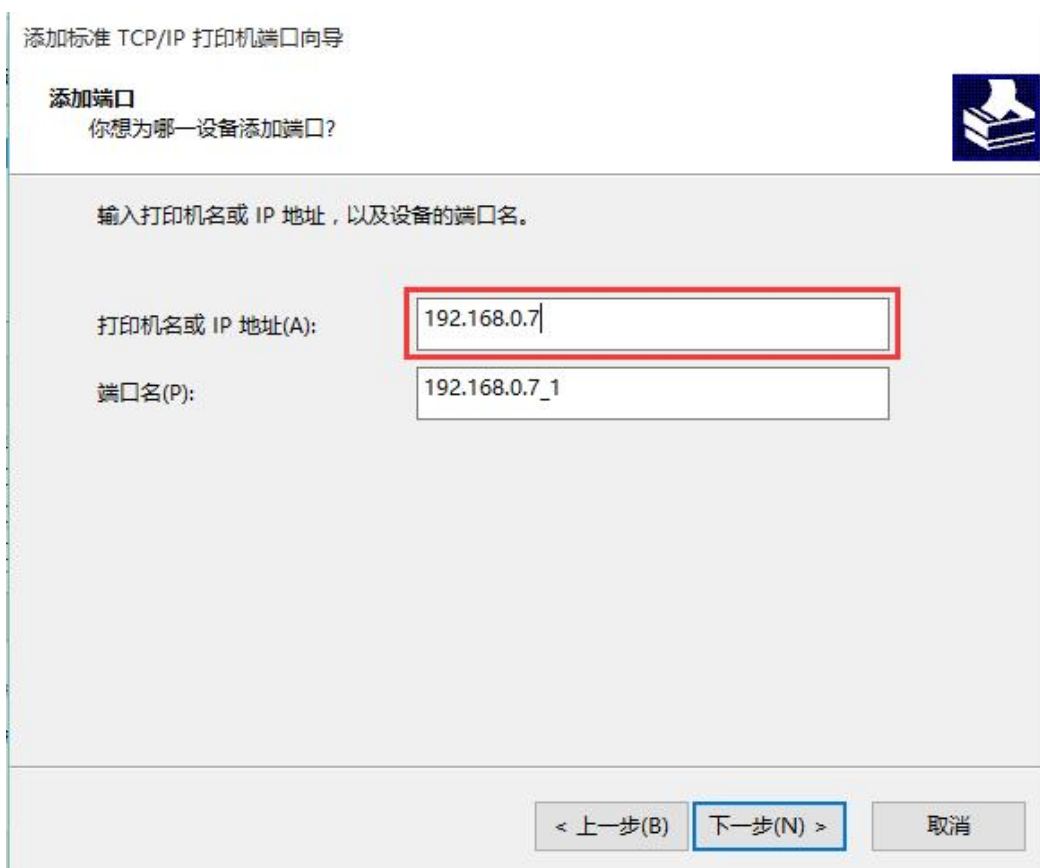 添加标准 TCP/IP 打印机端口向导
添加端口
你想为哪一设备添加端口?
输入打印机名或 IP 地址，以及设备的端口名。
打印机名或 IP 地址(A): 192.168.0.7
端口名(P): 192.168.0.7_1
< 上一步(B) 下一步(N) > 取消